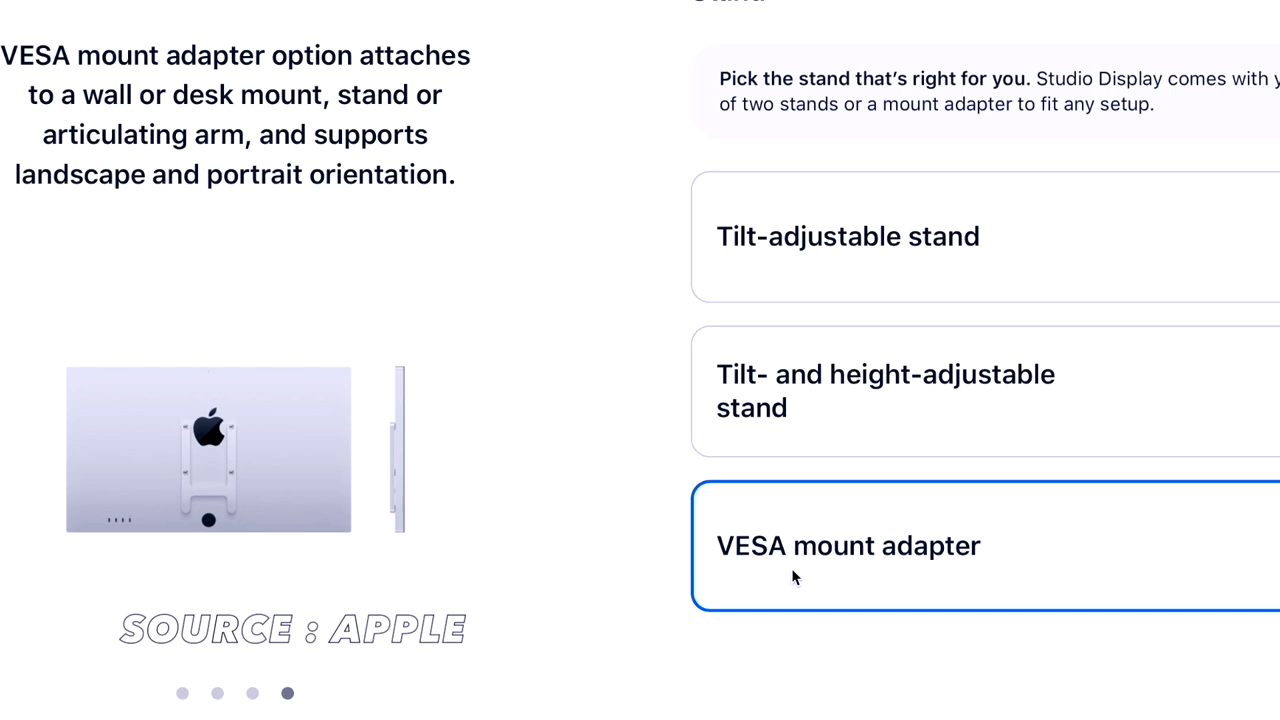 VESA mount adapter option attaches
to a wall or desk mount, stand or
articulating arm, and supports
landscape and portrait orientation.
SOURCE : APPLE
Pick the stand that’s right for you. Studio Display comes with
of two stands or a mount adapter to fit any setup.
Tilt-adjustable stand
Tilt- and height-adjustable
stand
VESA mount adapter